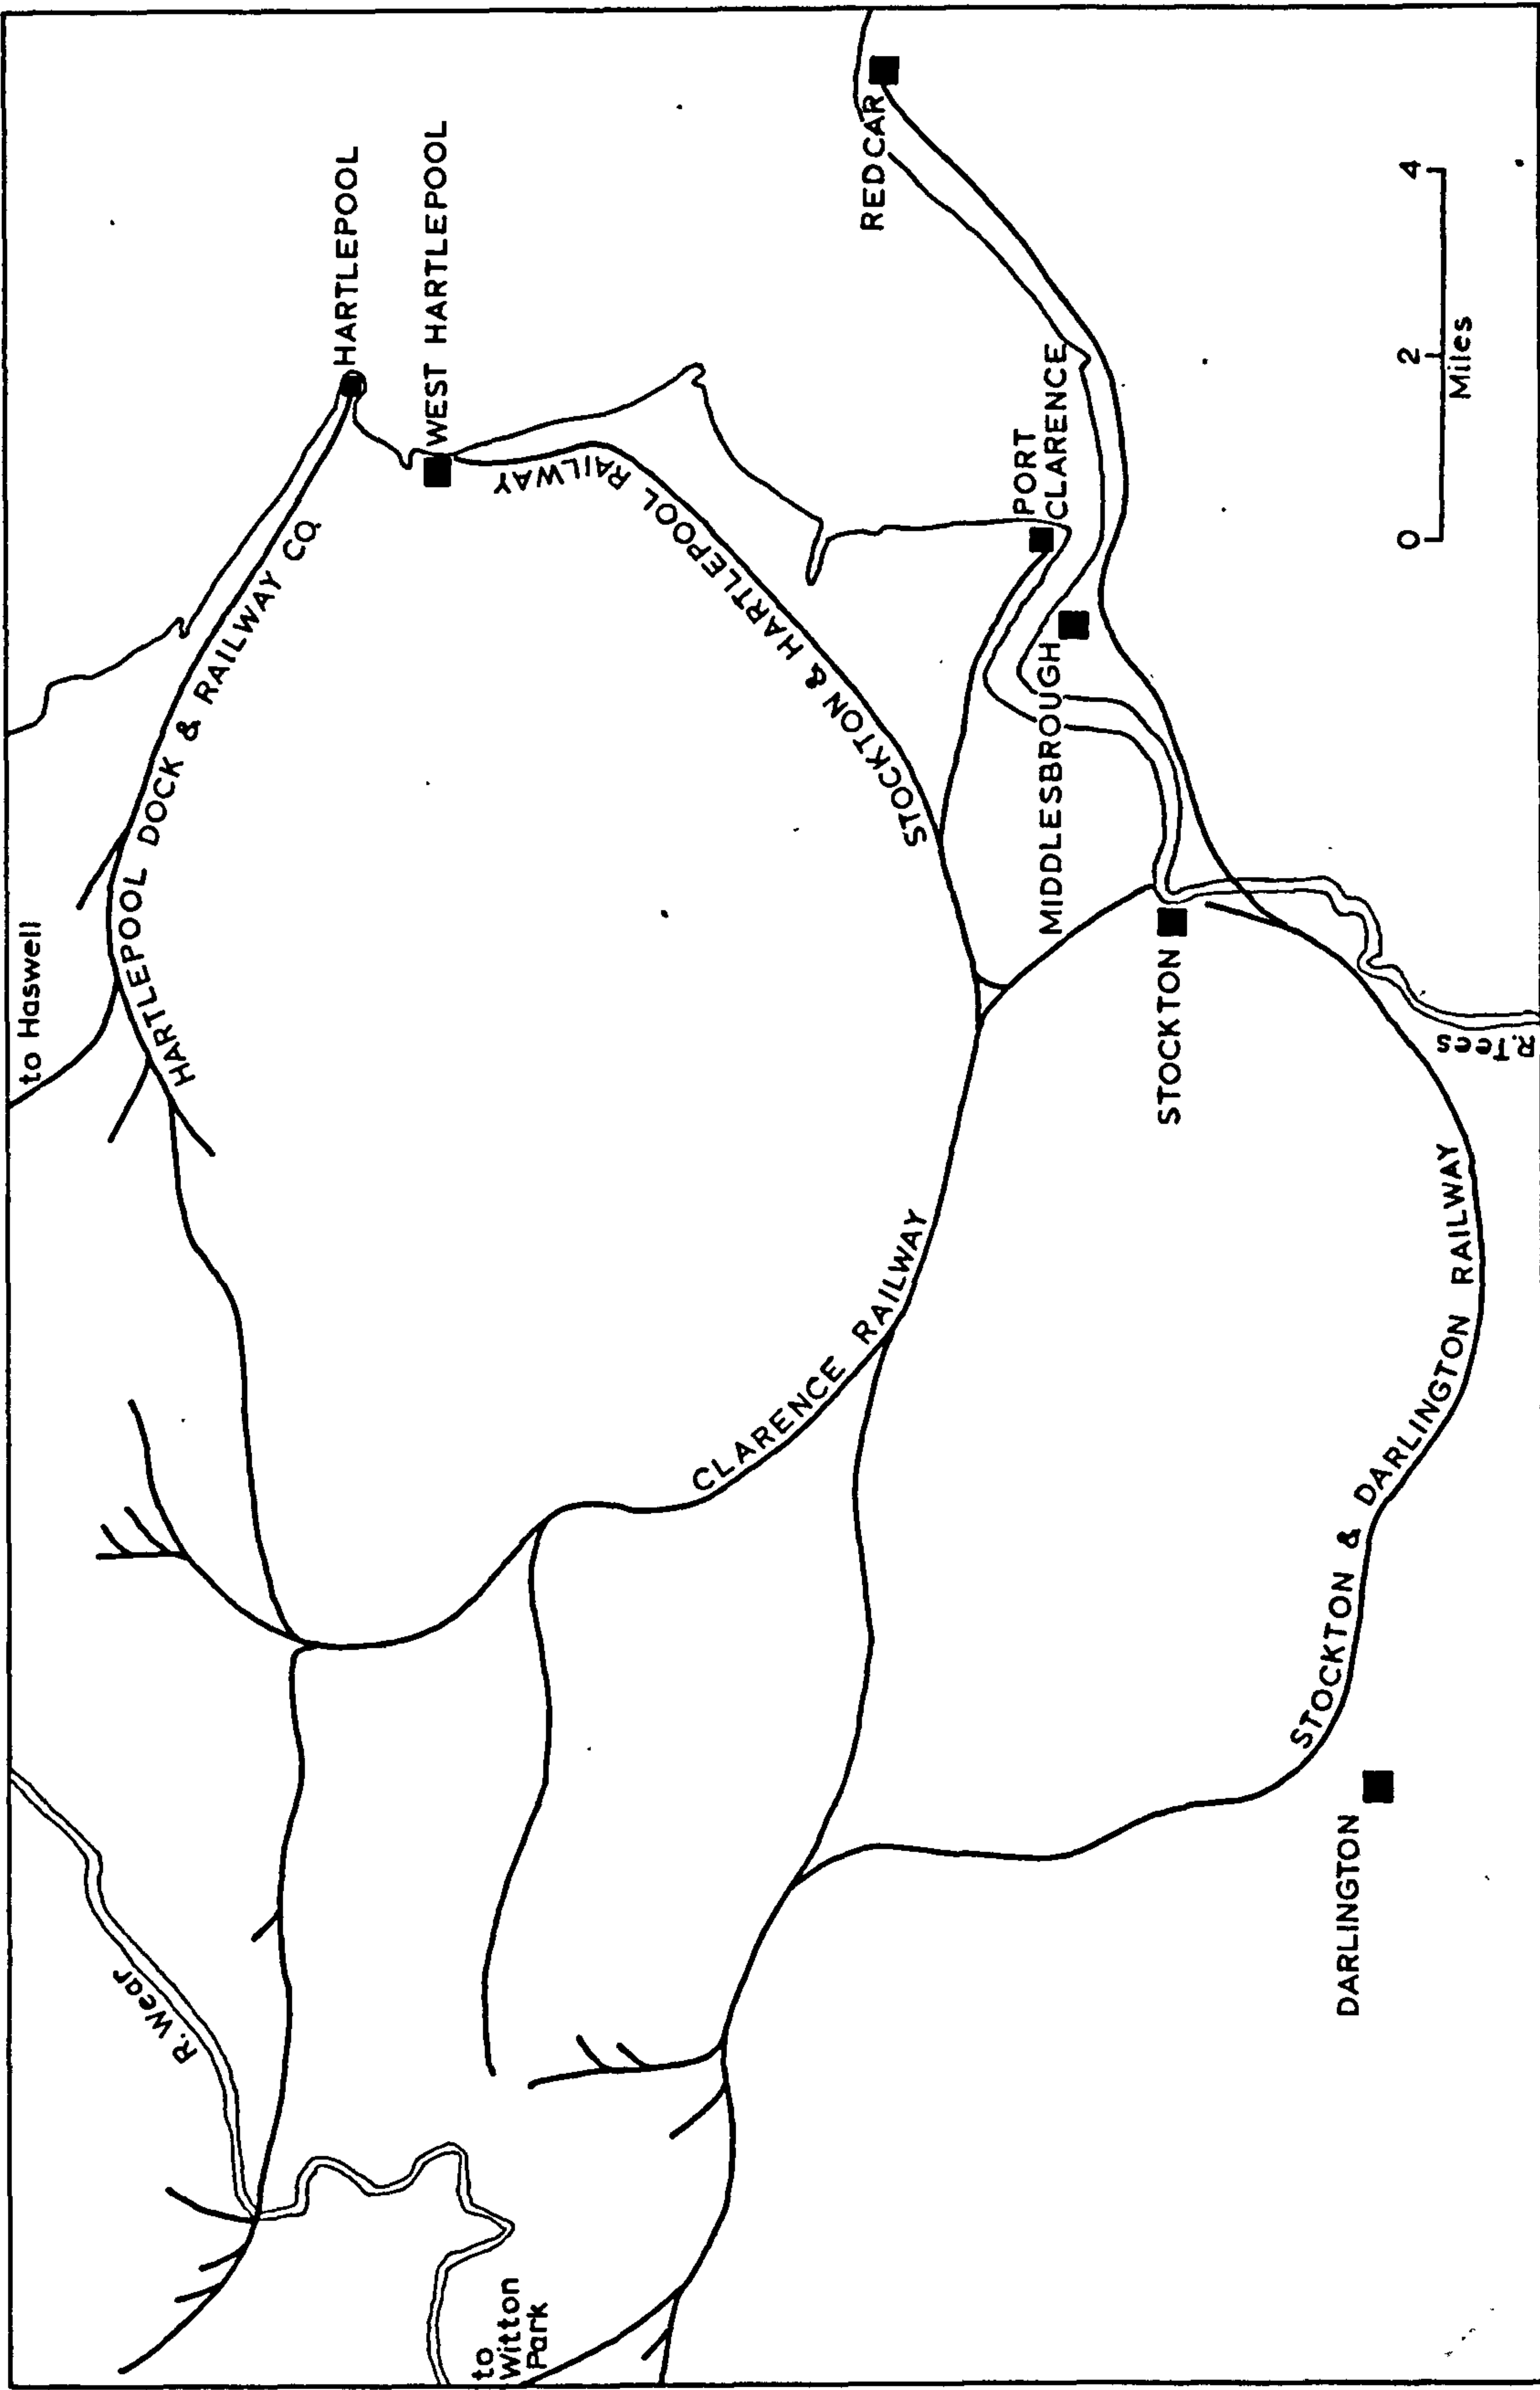 to Haswell
HARTLEPOOL
WEST HARTLEPOOL
HARTLEPOOL DOCK & RAILWAY CO.
R. Wear
STOCKTON & HARTLEPOOL RAILWAY
CLARENCE RAILWAY
REDCAR
PORT
CLARENCE
MIDDLESBROUGH
STOCKTON
to
Witton
Park
STOCKTON & DARLINGTON RAILWAY
DARLINGTON
R. Tees
0 2 4
Miles